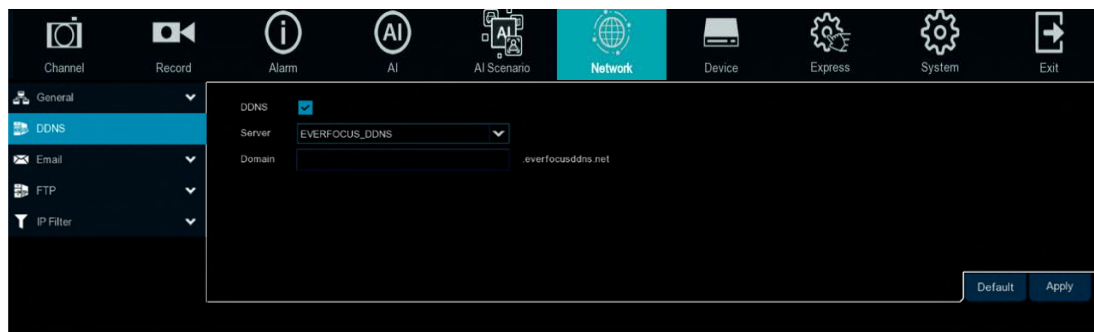 Channel Record Alarm AI AI Scenario Network Device Express System Exit
General
DDNS
Email
FTP
IP Filter
DDNS
Server EVERFOCUS_DDNS
Domain .everfocusddns.net
Default Apply